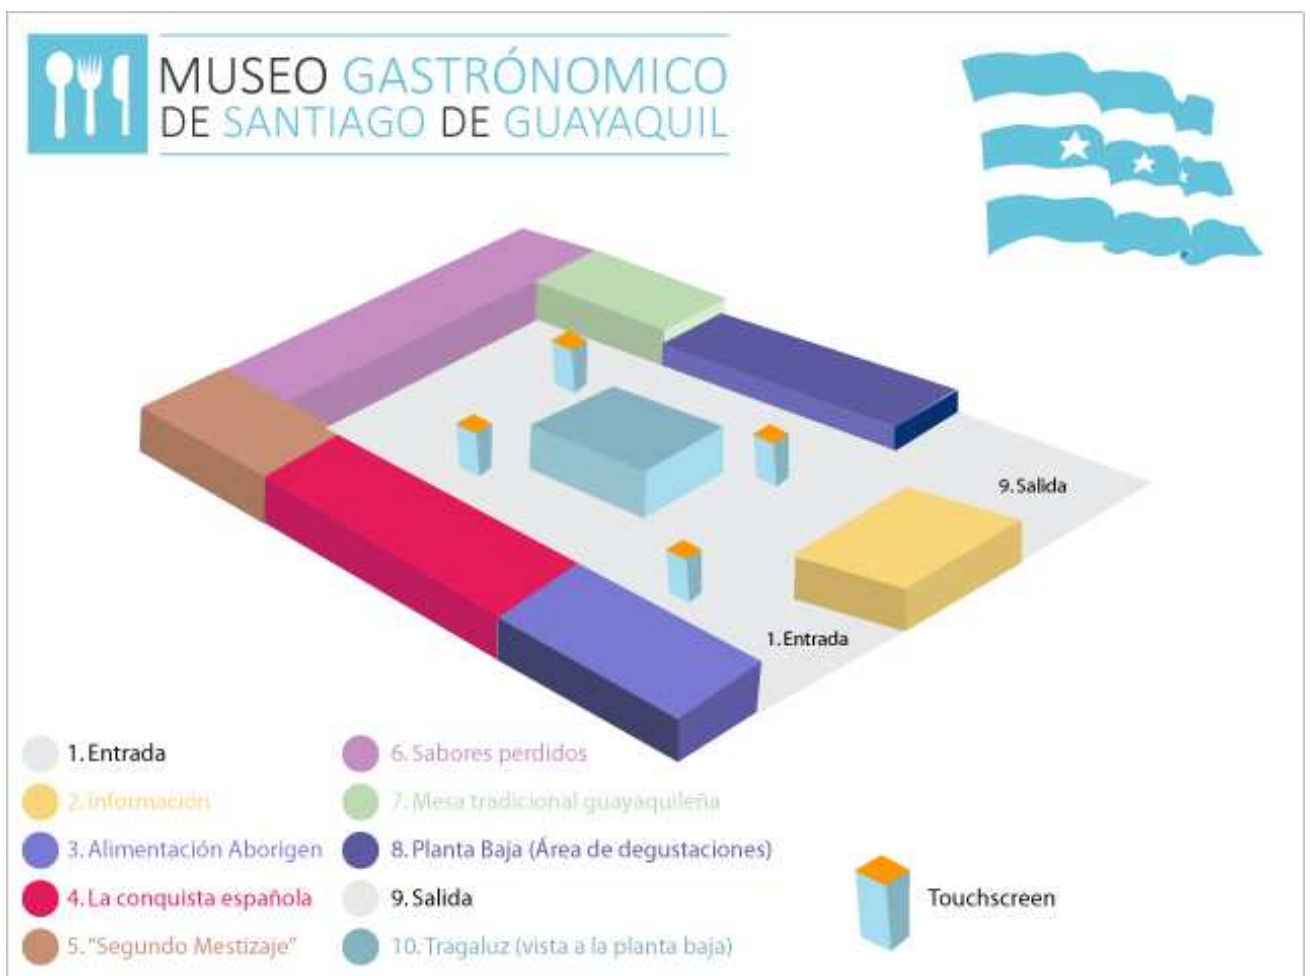 MUSEO GASTRÓNOMICO
DE SANTIAGO DE GUAYAQUIL
9. Salida
1. Entrada
1. Entrada
2. Información
3. Alimentación Aborigen
4. La conquista española
5. "Segundo Mestizaje"
6. Sabores perdidos
7. Mesa tradicional guayaquileña
8. Planta Baja (Área de degustaciones)
9. Salida
10. Tragaluz (vista a la planta baja)
Touchscreen